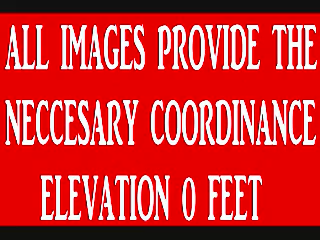 ALL IMAGES PROVIDE THE
NECCESARY COORDINANCE
ELEVATION 0 FEET